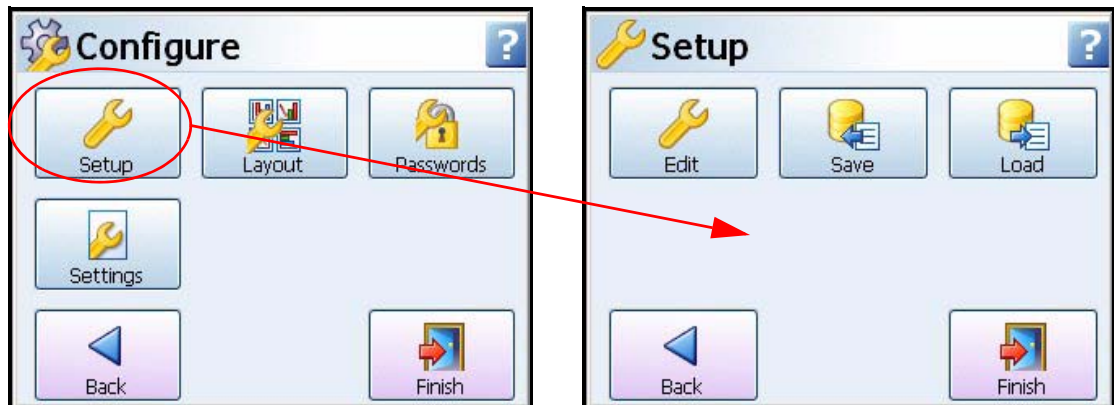 Configure ?
Setup Layout Passwords
Settings
Back Finish
Setup ?
Edit Save Load
Back Finish